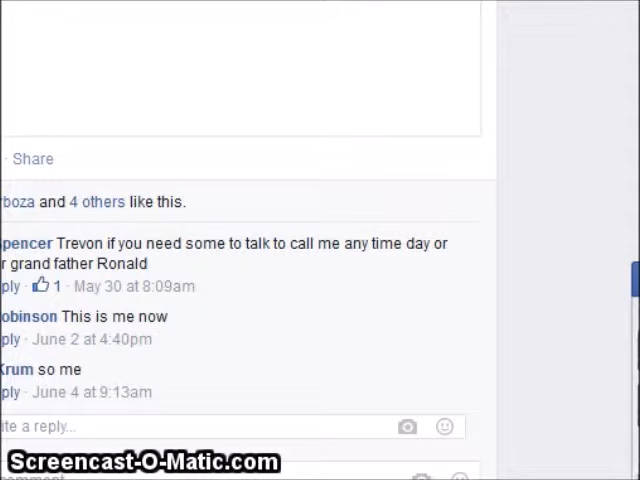 · Share
rboza and 4 others like this.
pencer Trevon if you need some to talk to call me any time day or
r grand father Ronald
ply · 1 · May 30 at 8:09am
obinson This is me now
ply · June 2 at 4:40pm
Krum so me
ply · June 4 at 9:13am
ite a reply...
Screencast-O-Matic.com
comment